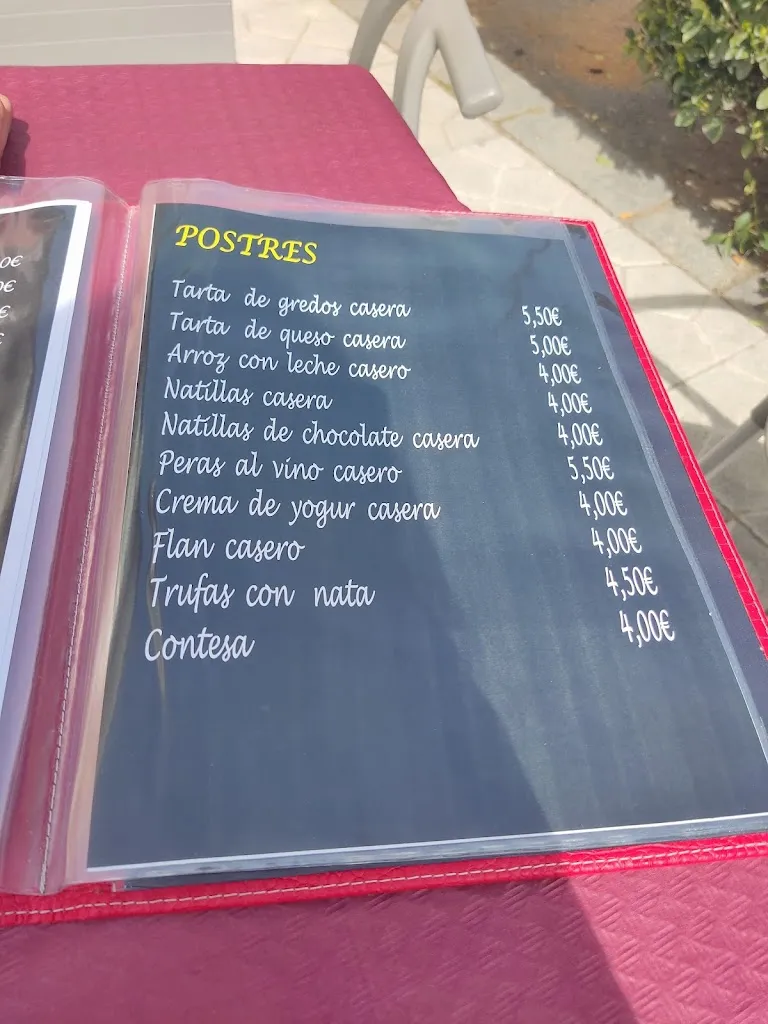 POSTRES
Tarta de gredos casera 5,50€
Tarta de queso casera 5,00€
Arroz con leche casero 4,00€
Natillas casera 4,00€
Natillas de chocolate casera 4,00€
Peras al vino casero 5,50€
Crema de yogur casera 4,00€
Flan casero 4,00€
Trufas con nata 4,50€
Contesa 4,00€